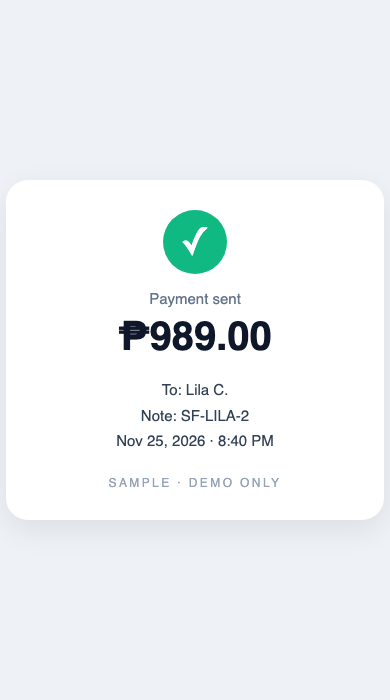 Payment sent
₱989.00
To: Lila C.
Note: SF-LILA-2
Nov 25, 2026 · 8:40 PM
SAMPLE · DEMO ONLY